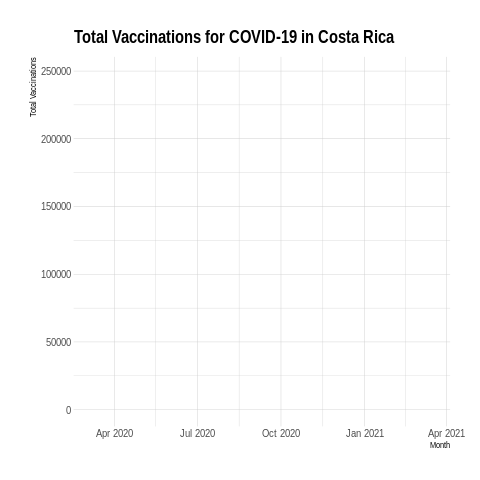 Total Vaccinations for COVID-19 in Costa Rica
Total Vaccinations
250000
200000
150000
100000
50000
0
Apr 2020 Jul 2020 Oct 2020 Jan 2021 Apr 2021
Month